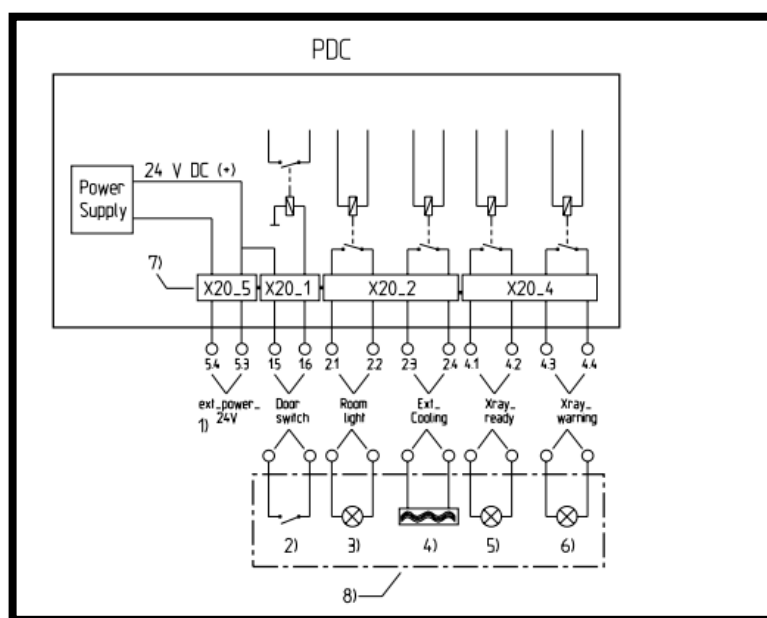 PDC
24 V DC (+)
Power
Supply
7)
X20_5 X20_1 X20_2 X20_4
5.4 5.3 1.5 1.6 2.1 2.2 2.3 2.4 4.1 4.2 4.3 4.4
ext_power_ Door Room Ext_ Xray_ Xray_
24V switch light Cooling ready warning
1)
2) 3) 4) 5) 6)
8)